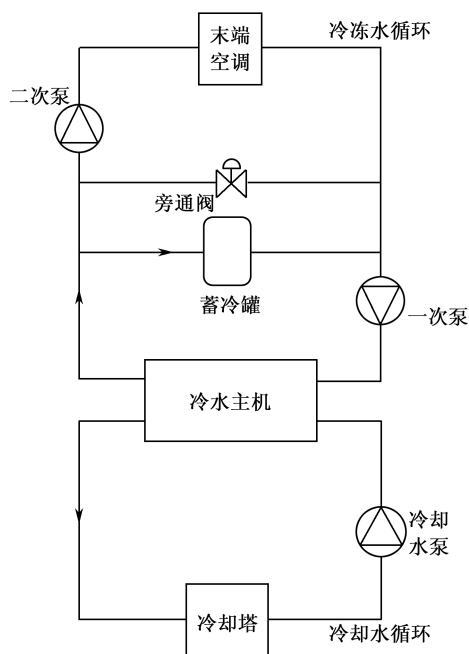 冷冻水循环
末端
空调
二次泵
旁通阀
蓄冷罐
一次泵
冷水主机
冷却
水泵
冷却塔
冷却水循环